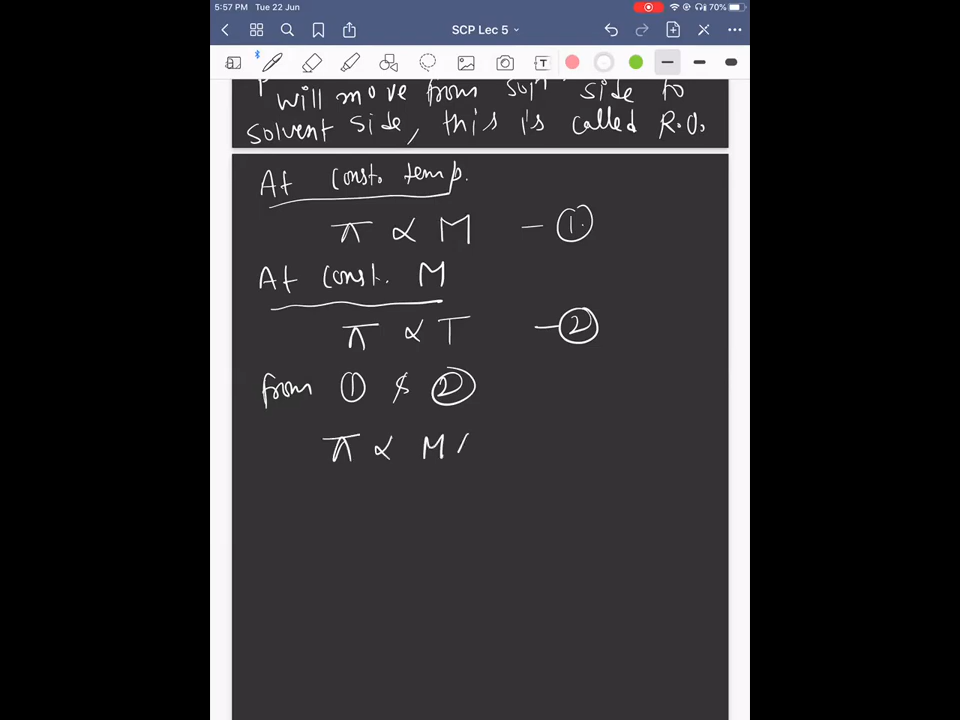 5:57 PM Tue 22 Jun 70%
SCP Lec 5
T
will move from solⁿ side to
solvent side, this is called R.O.
At const. temp.
π ∝ M — ①
At const. M
π ∝ T — ②
from ① & ②
π ∝ M